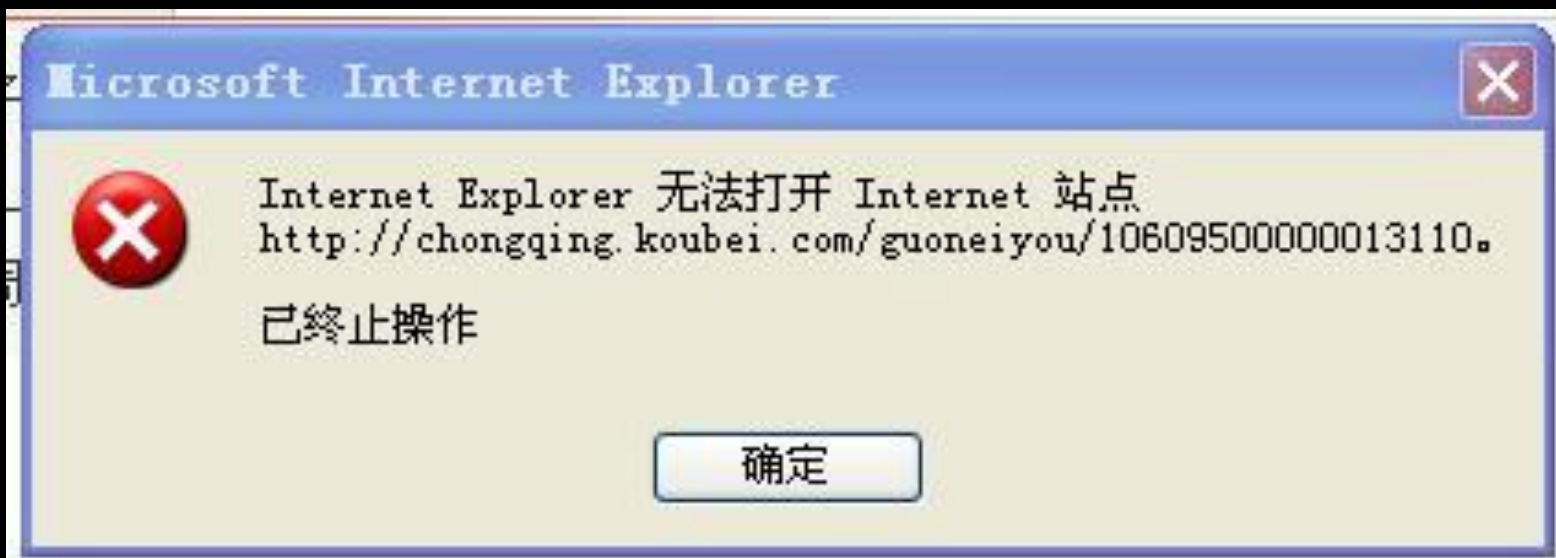 Microsoft Internet Explorer
Internet Explorer 无法打开 Internet 站点
http://chongqing.koubei.com/guoneiyou/10609500000013110。
已终止操作
确定